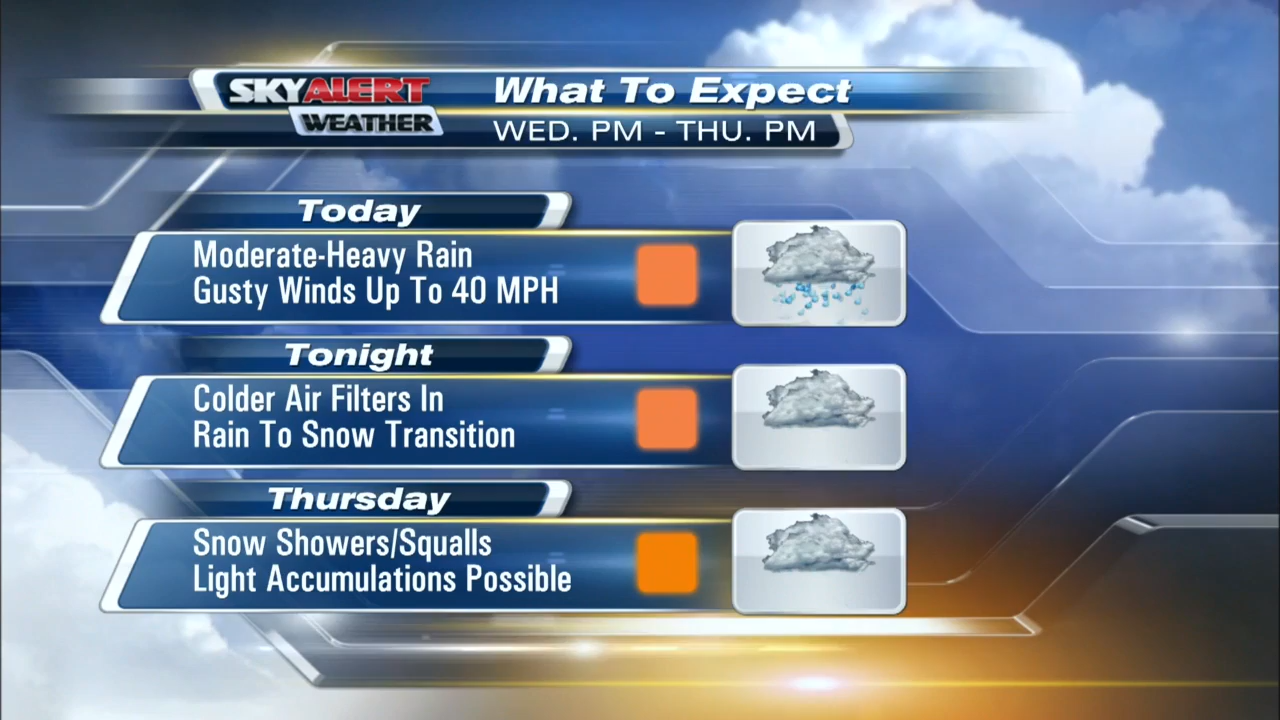 SKYALERT
WEATHER
What To Expect
WED. PM - THU. PM
Today
Moderate-Heavy Rain
Gusty Winds Up To 40 MPH
Tonight
Colder Air Filters In
Rain To Snow Transition
Thursday
Snow Showers/Squalls
Light Accumulations Possible